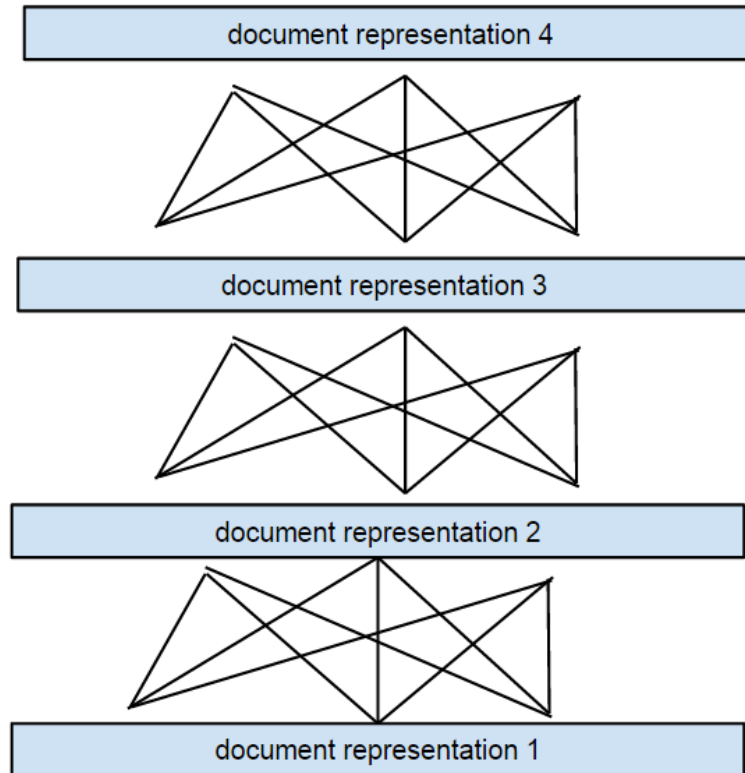 document representation 4
document representation 3
document representation 2
document representation 1